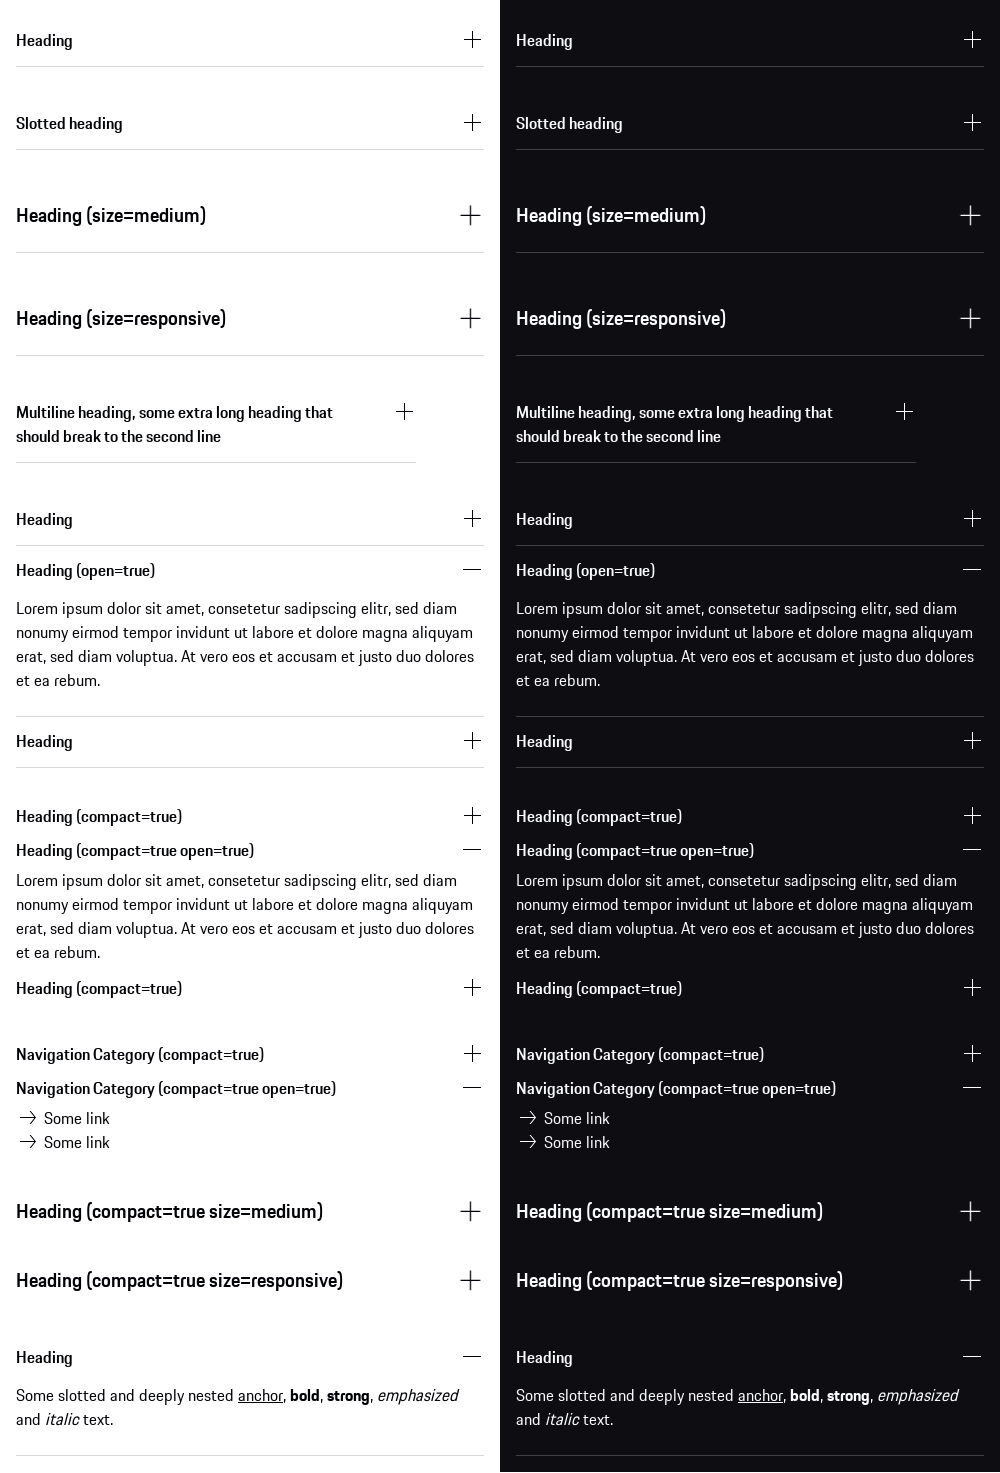 Heading
Slotted heading
Heading (size=medium)
Heading (size=responsive)
Multiline heading, some extra long heading that
should break to the second line
Heading
Heading (open=true)
Lorem ipsum dolor sit amet, consetetur sadipscing elitr, sed diam
nonumy eirmod tempor invidunt ut labore et dolore magna aliquyam
erat, sed diam voluptua. At vero eos et accusam et justo duo dolores
et ea rebum.
Heading
Heading (compact=true)
Heading (compact=true open=true)
Lorem ipsum dolor sit amet, consetetur sadipscing elitr, sed diam
nonumy eirmod tempor invidunt ut labore et dolore magna aliquyam
erat, sed diam voluptua. At vero eos et accusam et justo duo dolores
et ea rebum.
Heading (compact=true)
Navigation Category (compact=true)
Navigation Category (compact=true open=true)
Some link
Some link
Heading (compact=true size=medium)
Heading (compact=true size=responsive)
Heading
Some slotted and deeply nested anchor, bold, strong, emphasized
and italic text.
Heading
Slotted heading
Heading (size=medium)
Heading (size=responsive)
Multiline heading, some extra long heading that
should break to the second line
Heading
Heading (open=true)
Lorem ipsum dolor sit amet, consetetur sadipscing elitr, sed diam
nonumy eirmod tempor invidunt ut labore et dolore magna aliquyam
erat, sed diam voluptua. At vero eos et accusam et justo duo dolores
et ea rebum.
Heading
Heading (compact=true)
Heading (compact=true open=true)
Lorem ipsum dolor sit amet, consetetur sadipscing elitr, sed diam
nonumy eirmod tempor invidunt ut labore et dolore magna aliquyam
erat, sed diam voluptua. At vero eos et accusam et justo duo dolores
et ea rebum.
Heading (compact=true)
Navigation Category (compact=true)
Navigation Category (compact=true open=true)
Some link
Some link
Heading (compact=true size=medium)
Heading (compact=true size=responsive)
Heading
Some slotted and deeply nested anchor, bold, strong, emphasized
and italic text.